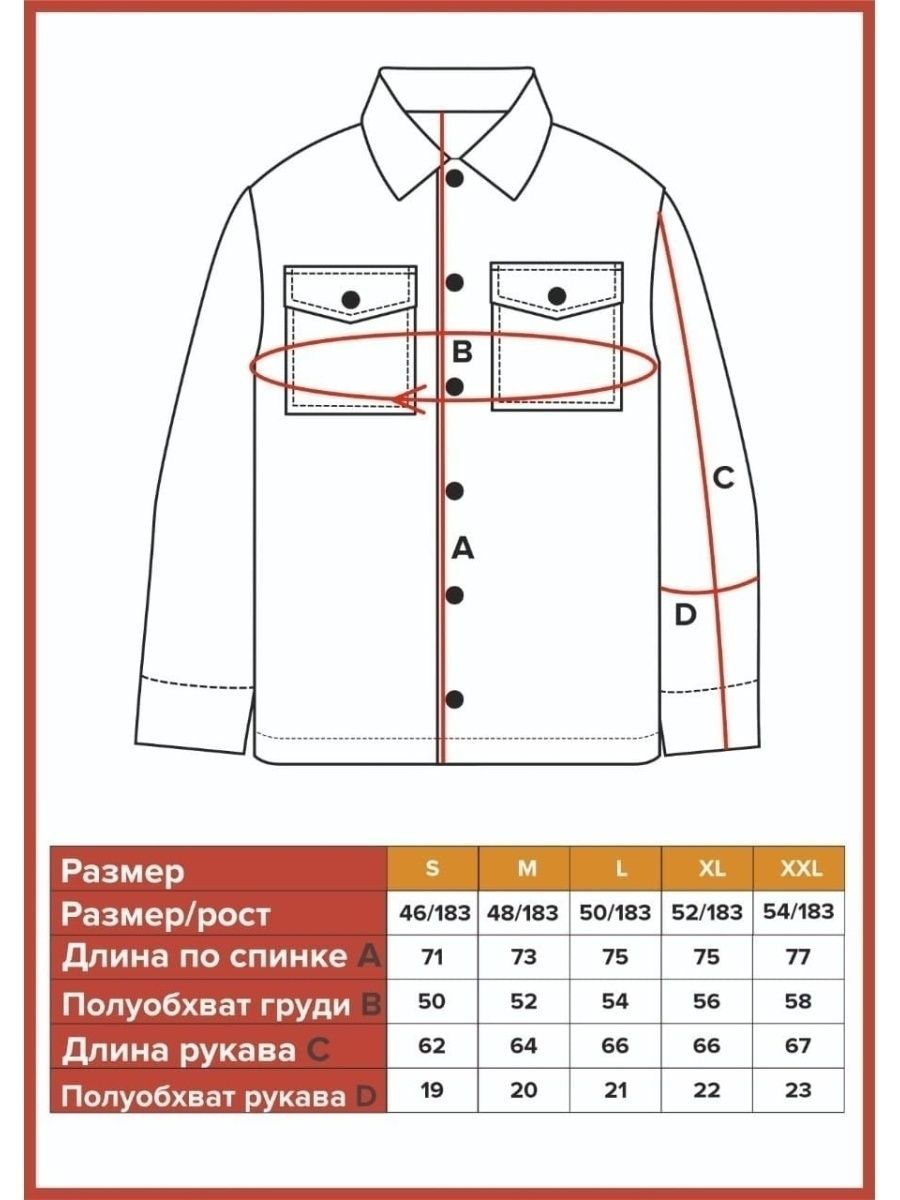 B
C
A
D
Размер S M L XL XXL
Размер/рост 46/183 48/183 50/183 52/183 54/183
Длина по спинке A 71 73 75 75 77
Полуобхват груди B 50 52 54 56 58
Длина рукава C 62 64 66 66 67
Полуобхват рукава D 19 20 21 22 23